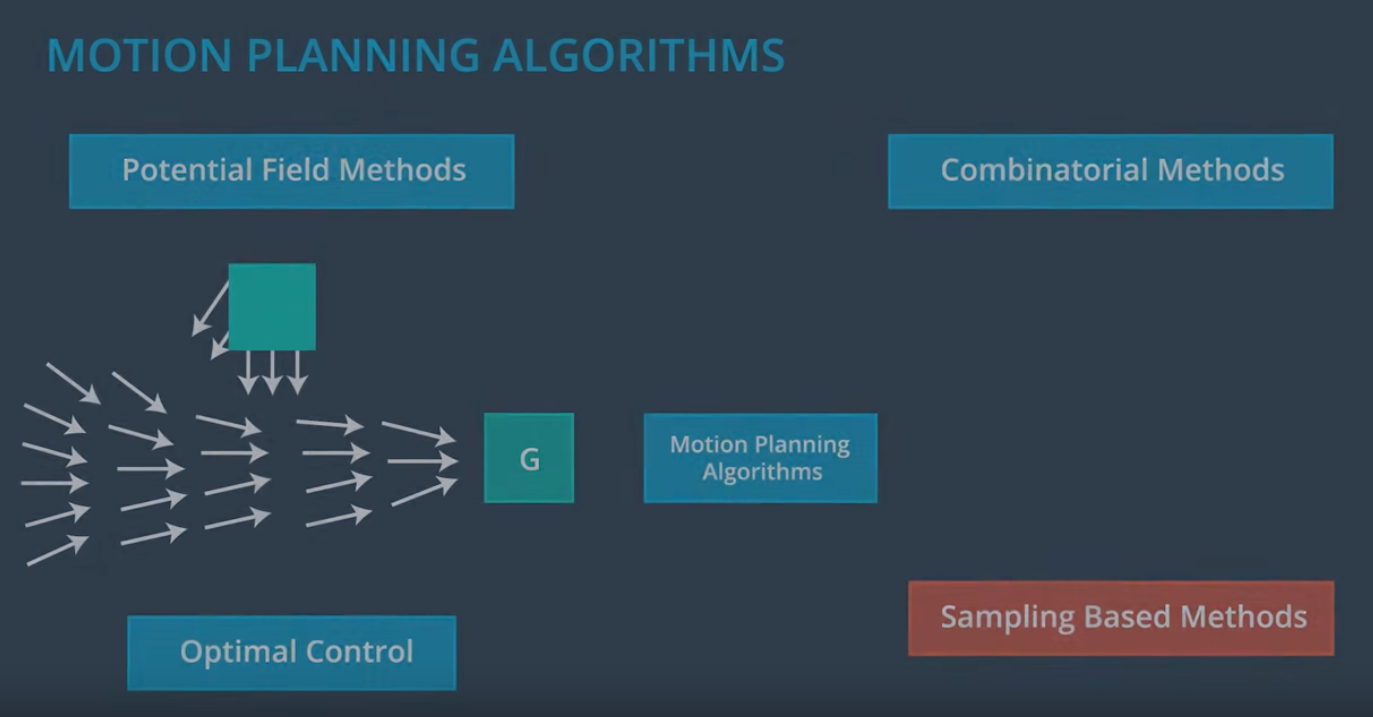 MOTION PLANNING ALGORITHMS
Potential Field Methods
Combinatorial Methods
G
Motion Planning
Algorithms
Sampling Based Methods
Optimal Control